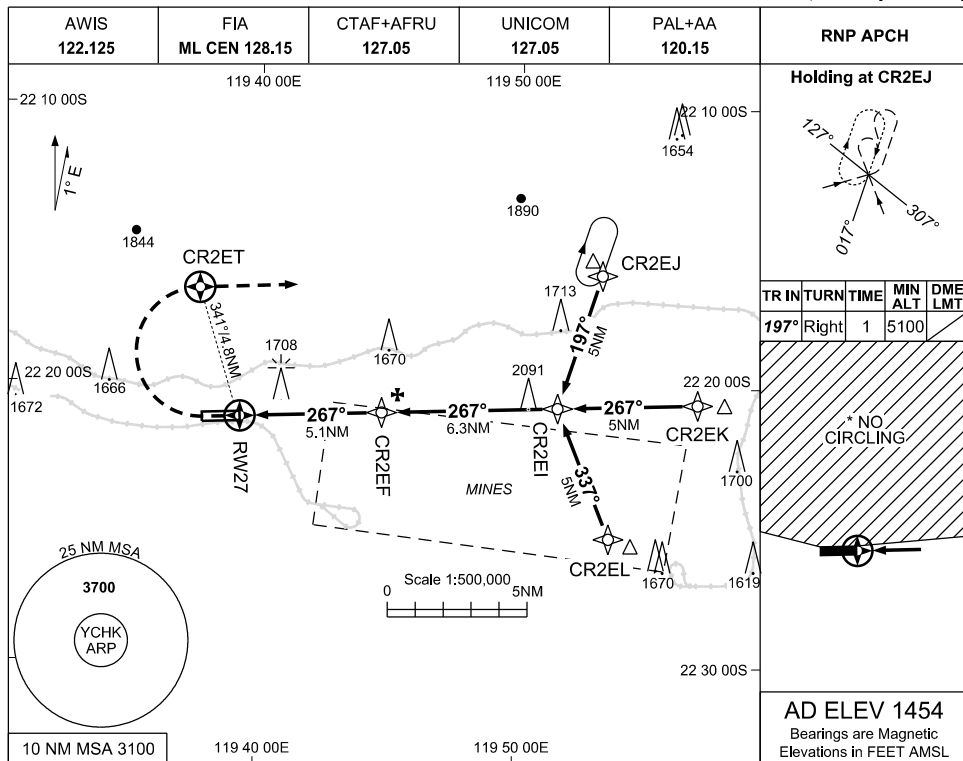 AWIS
122.125
FIA
ML CEN 128.15
CTAF+AFRU
127.05
UNICOM
127.05
PAL+AA
120.15
RNP APCH
119 40 00E
119 50 00E
22 10 00S
22 10 00S
1° E
1654
1890
1844
CR2ET
CR2EJ
341°/4.8NM
1713
197°
5NM
1708
1670
1666
22 20 00S
1672
2091
22 20 00S
267°
5.1NM
267°
6.3NM
267°
5NM
CR2EK
RW27
CR2EF
CR2EI
337°
5NM
MINES
1700
CR2EL
1670
1619
25 NM MSA
3700
YCHK
ARP
Scale 1:500,000
0
5NM
22 30 00S
10 NM MSA 3100
119 40 00E
119 50 00E
Holding at CR2EJ
127°
307°
017°
TR IN
TURN
TIME
MIN
ALT
DME
LMT
197°
Right
1
5100
* NO
CIRCLING
AD ELEV 1454
Bearings are Magnetic
Elevations in FEET AMSL